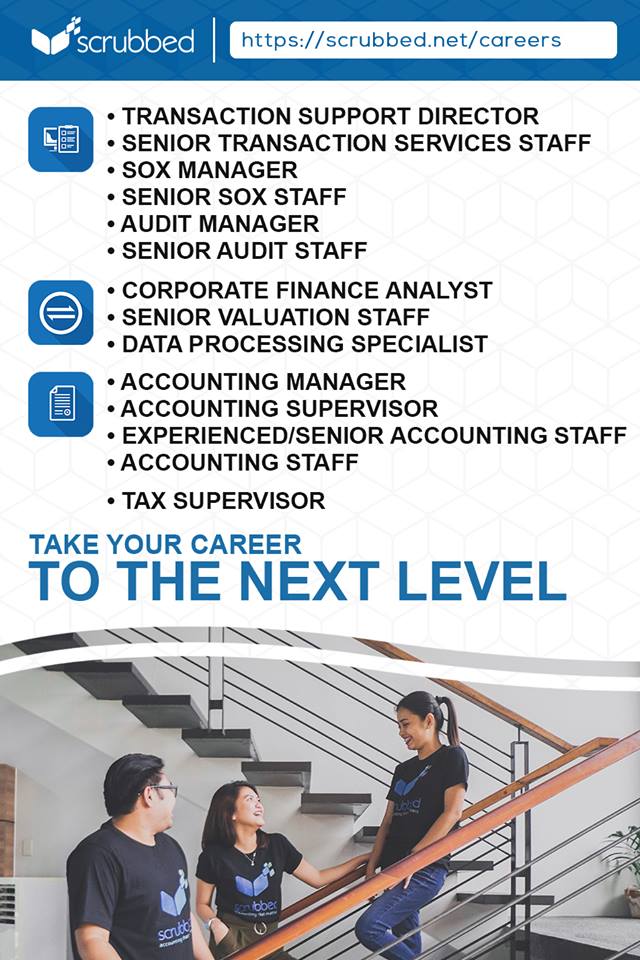 scrubbed
https://scrubbed.net/careers
• TRANSACTION SUPPORT DIRECTOR
• SENIOR TRANSACTION SERVICES STAFF
• SOX MANAGER
• SENIOR SOX STAFF
• AUDIT MANAGER
• SENIOR AUDIT STAFF
• CORPORATE FINANCE ANALYST
• SENIOR VALUATION STAFF
• DATA PROCESSING SPECIALIST
• ACCOUNTING MANAGER
• ACCOUNTING SUPERVISOR
• EXPERIENCED/SENIOR ACCOUNTING STAFF
• ACCOUNTING STAFF
• TAX SUPERVISOR
TAKE YOUR CAREER
TO THE NEXT LEVEL
scrubbed
scrubbed
scrubbed